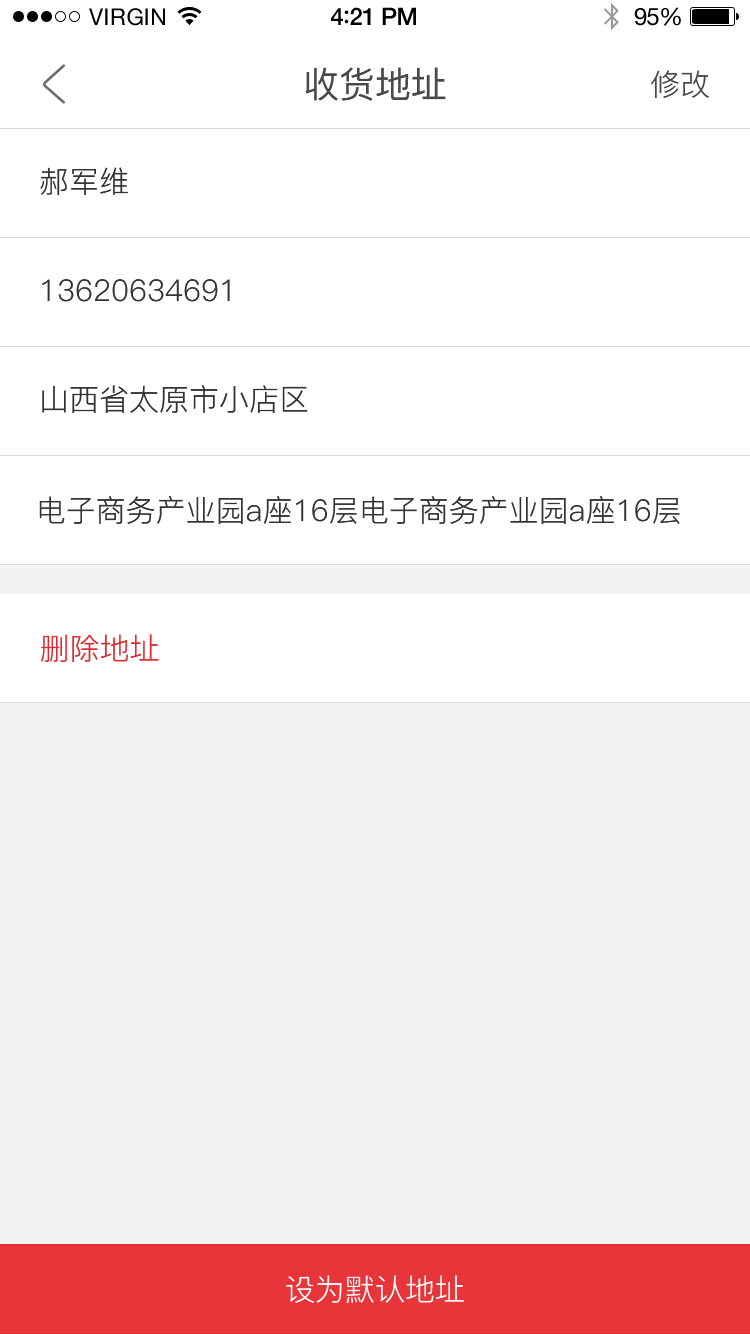 VIRGIN 4:21 PM 95%
收货地址 修改
郝军维
13620634691
山西省太原市小店区
电子商务产业园a座16层电子商务产业园a座16层
删除地址
设为默认地址